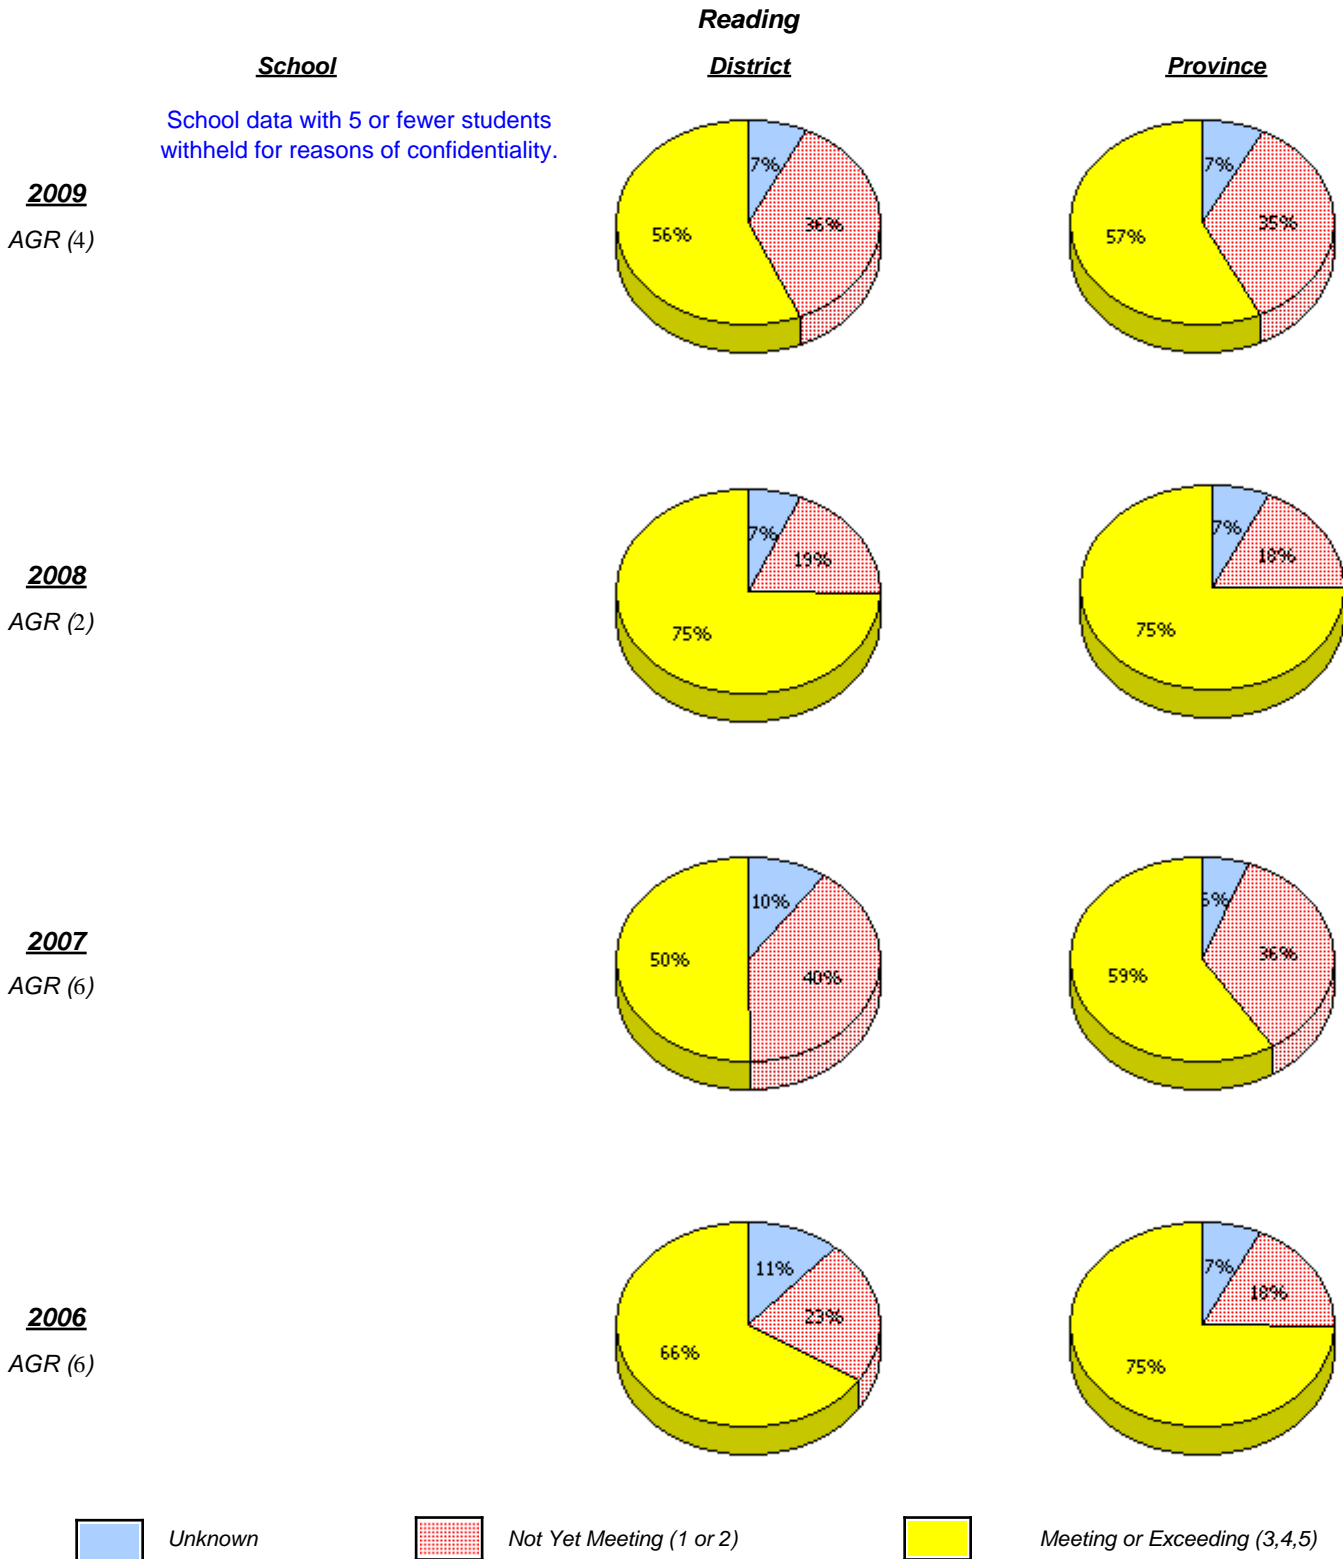 Reading
School District Province
School data with 5 or fewer students
withheld for reasons of confidentiality.
2009
AGR (4)
7% 36% 56%
7% 35% 57%
2008
AGR (2)
7% 19% 75%
7% 18% 75%
2007
AGR (6)
10% 40% 50%
5% 36% 59%
2006
AGR (6)
11% 23% 66%
7% 18% 75%
Unknown Not Yet Meeting (1 or 2) Meeting or Exceeding (3,4,5)